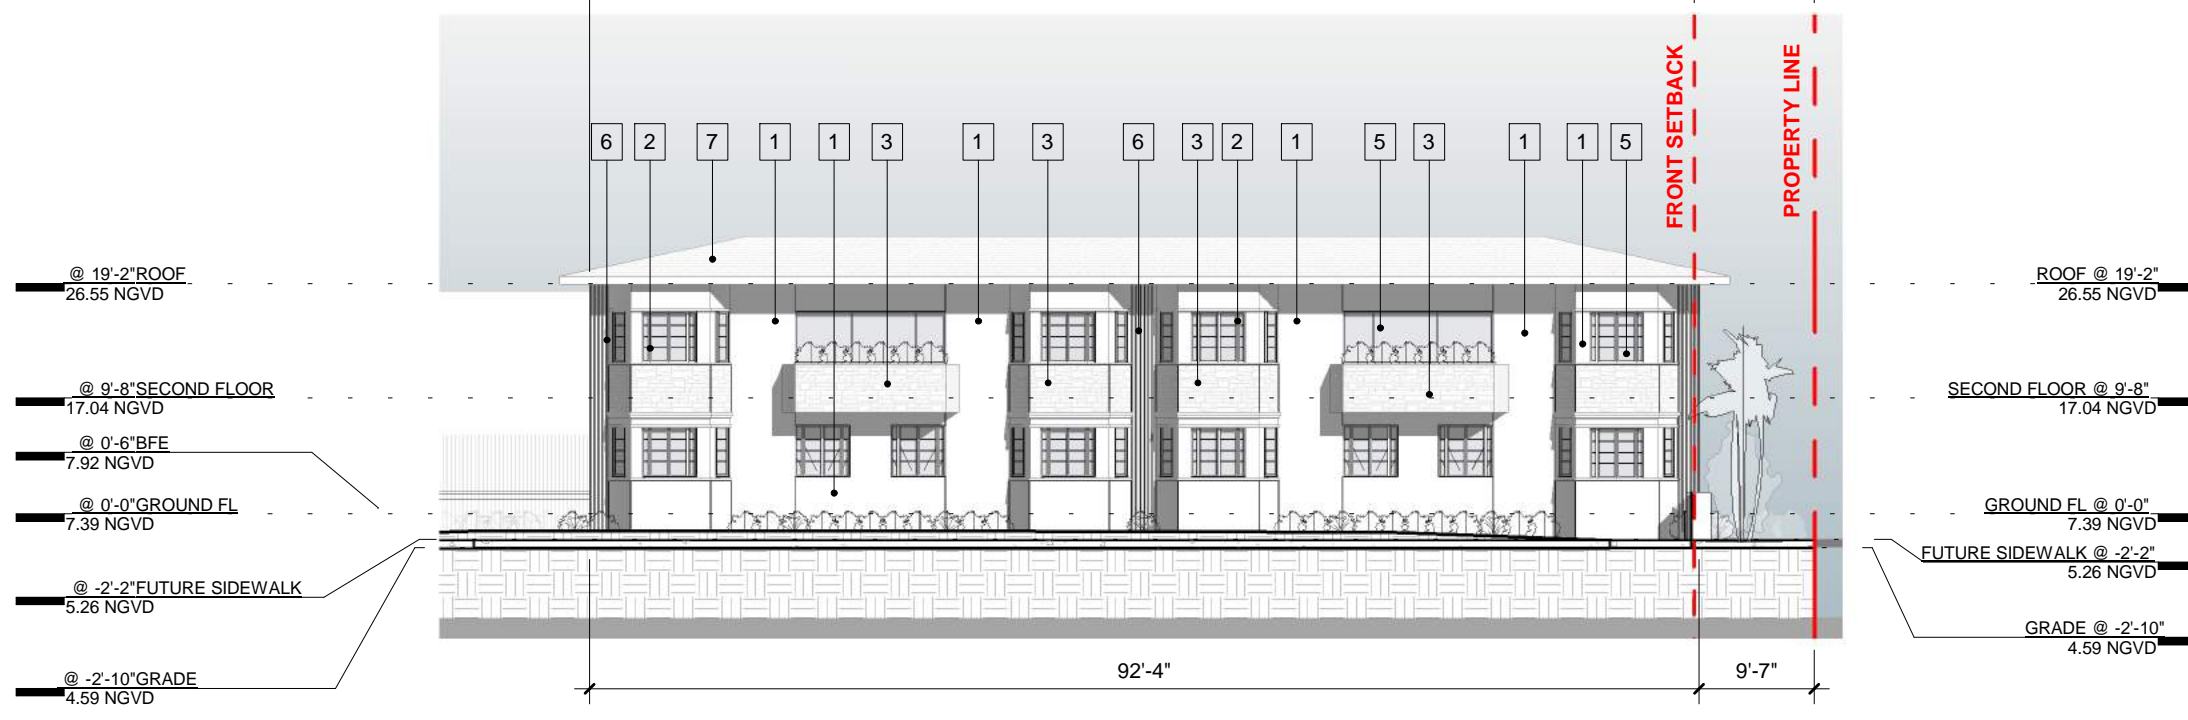 FRONT SETBACK
PROPERTY LINE
6 2 7 1 1 3 1 3 6 3 2 1 5 3 1 1 5
@ 19'-2"ROOF
26.55 NGVD
@ 9'-8"SECOND FLOOR
17.04 NGVD
@ 0'-6"BFE
7.92 NGVD
@ 0'-0"GROUND FL
7.39 NGVD
@ -2'-2"FUTURE SIDEWALK
5.26 NGVD
@ -2'-10"GRADE
4.59 NGVD
ROOF @ 19'-2"
26.55 NGVD
SECOND FLOOR @ 9'-8"
17.04 NGVD
GROUND FL @ 0'-0"
7.39 NGVD
FUTURE SIDEWALK @ -2'-2"
5.26 NGVD
GRADE @ -2'-10"
4.59 NGVD
92'-4"
9'-7"